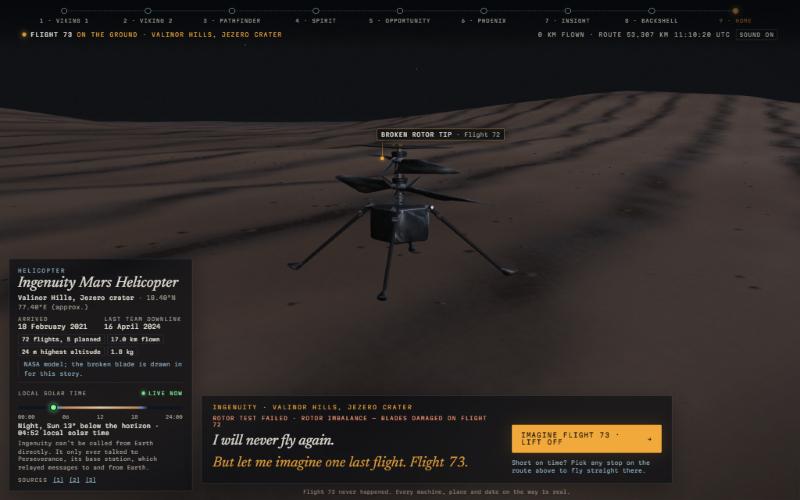 1 · VIKING 1   2 · VIKING 2   3 · PATHFINDER   4 · SPIRIT   5 · OPPORTUNITY   6 · PHOENIX   7 · INSIGHT   8 · BACKSHELL   9 · HOME
FLIGHT 73 ON THE GROUND · VALINOR HILLS, JEZERO CRATER
0 KM FLOWN · ROUTE 53,307 KM 11:10:20 UTC SOUND ON
BROKEN ROTOR TIP · Flight 72
HELICOPTER
Ingenuity Mars Helicopter
Valinor Hills, Jezero crater · 18.40°N
77.40°E (approx.)
ARRIVED   LAST TEAM DOWNLINK
18 February 2021   16 April 2024
72 flights, 5 planned   17.0 km flown
24 m highest altitude   1.8 kg
NASA model; the broken blade is drawn in
for this story.
LOCAL SOLAR TIME   LIVE NOW
00:00   06   12   18   24:00
Night, Sun 13° below the horizon ·
04:52 local solar time
Ingenuity can't be called from Earth
directly. It only ever talked to
Perseverance, its base station, which
relayed messages to and from Earth.
SOURCES [1] [2] [3]
INGENUITY · VALINOR HILLS, JEZERO CRATER
ROTOR TEST FAILED · ROTOR IMBALANCE — BLADES DAMAGED ON FLIGHT
72
I will never fly again.
But let me imagine one last flight. Flight 73.
IMAGINE FLIGHT 73 ·
LIFT OFF →
Short on time? Pick any stop on the
route above to fly straight there.
Flight 73 never happened. Every machine, place and date on the way is real.